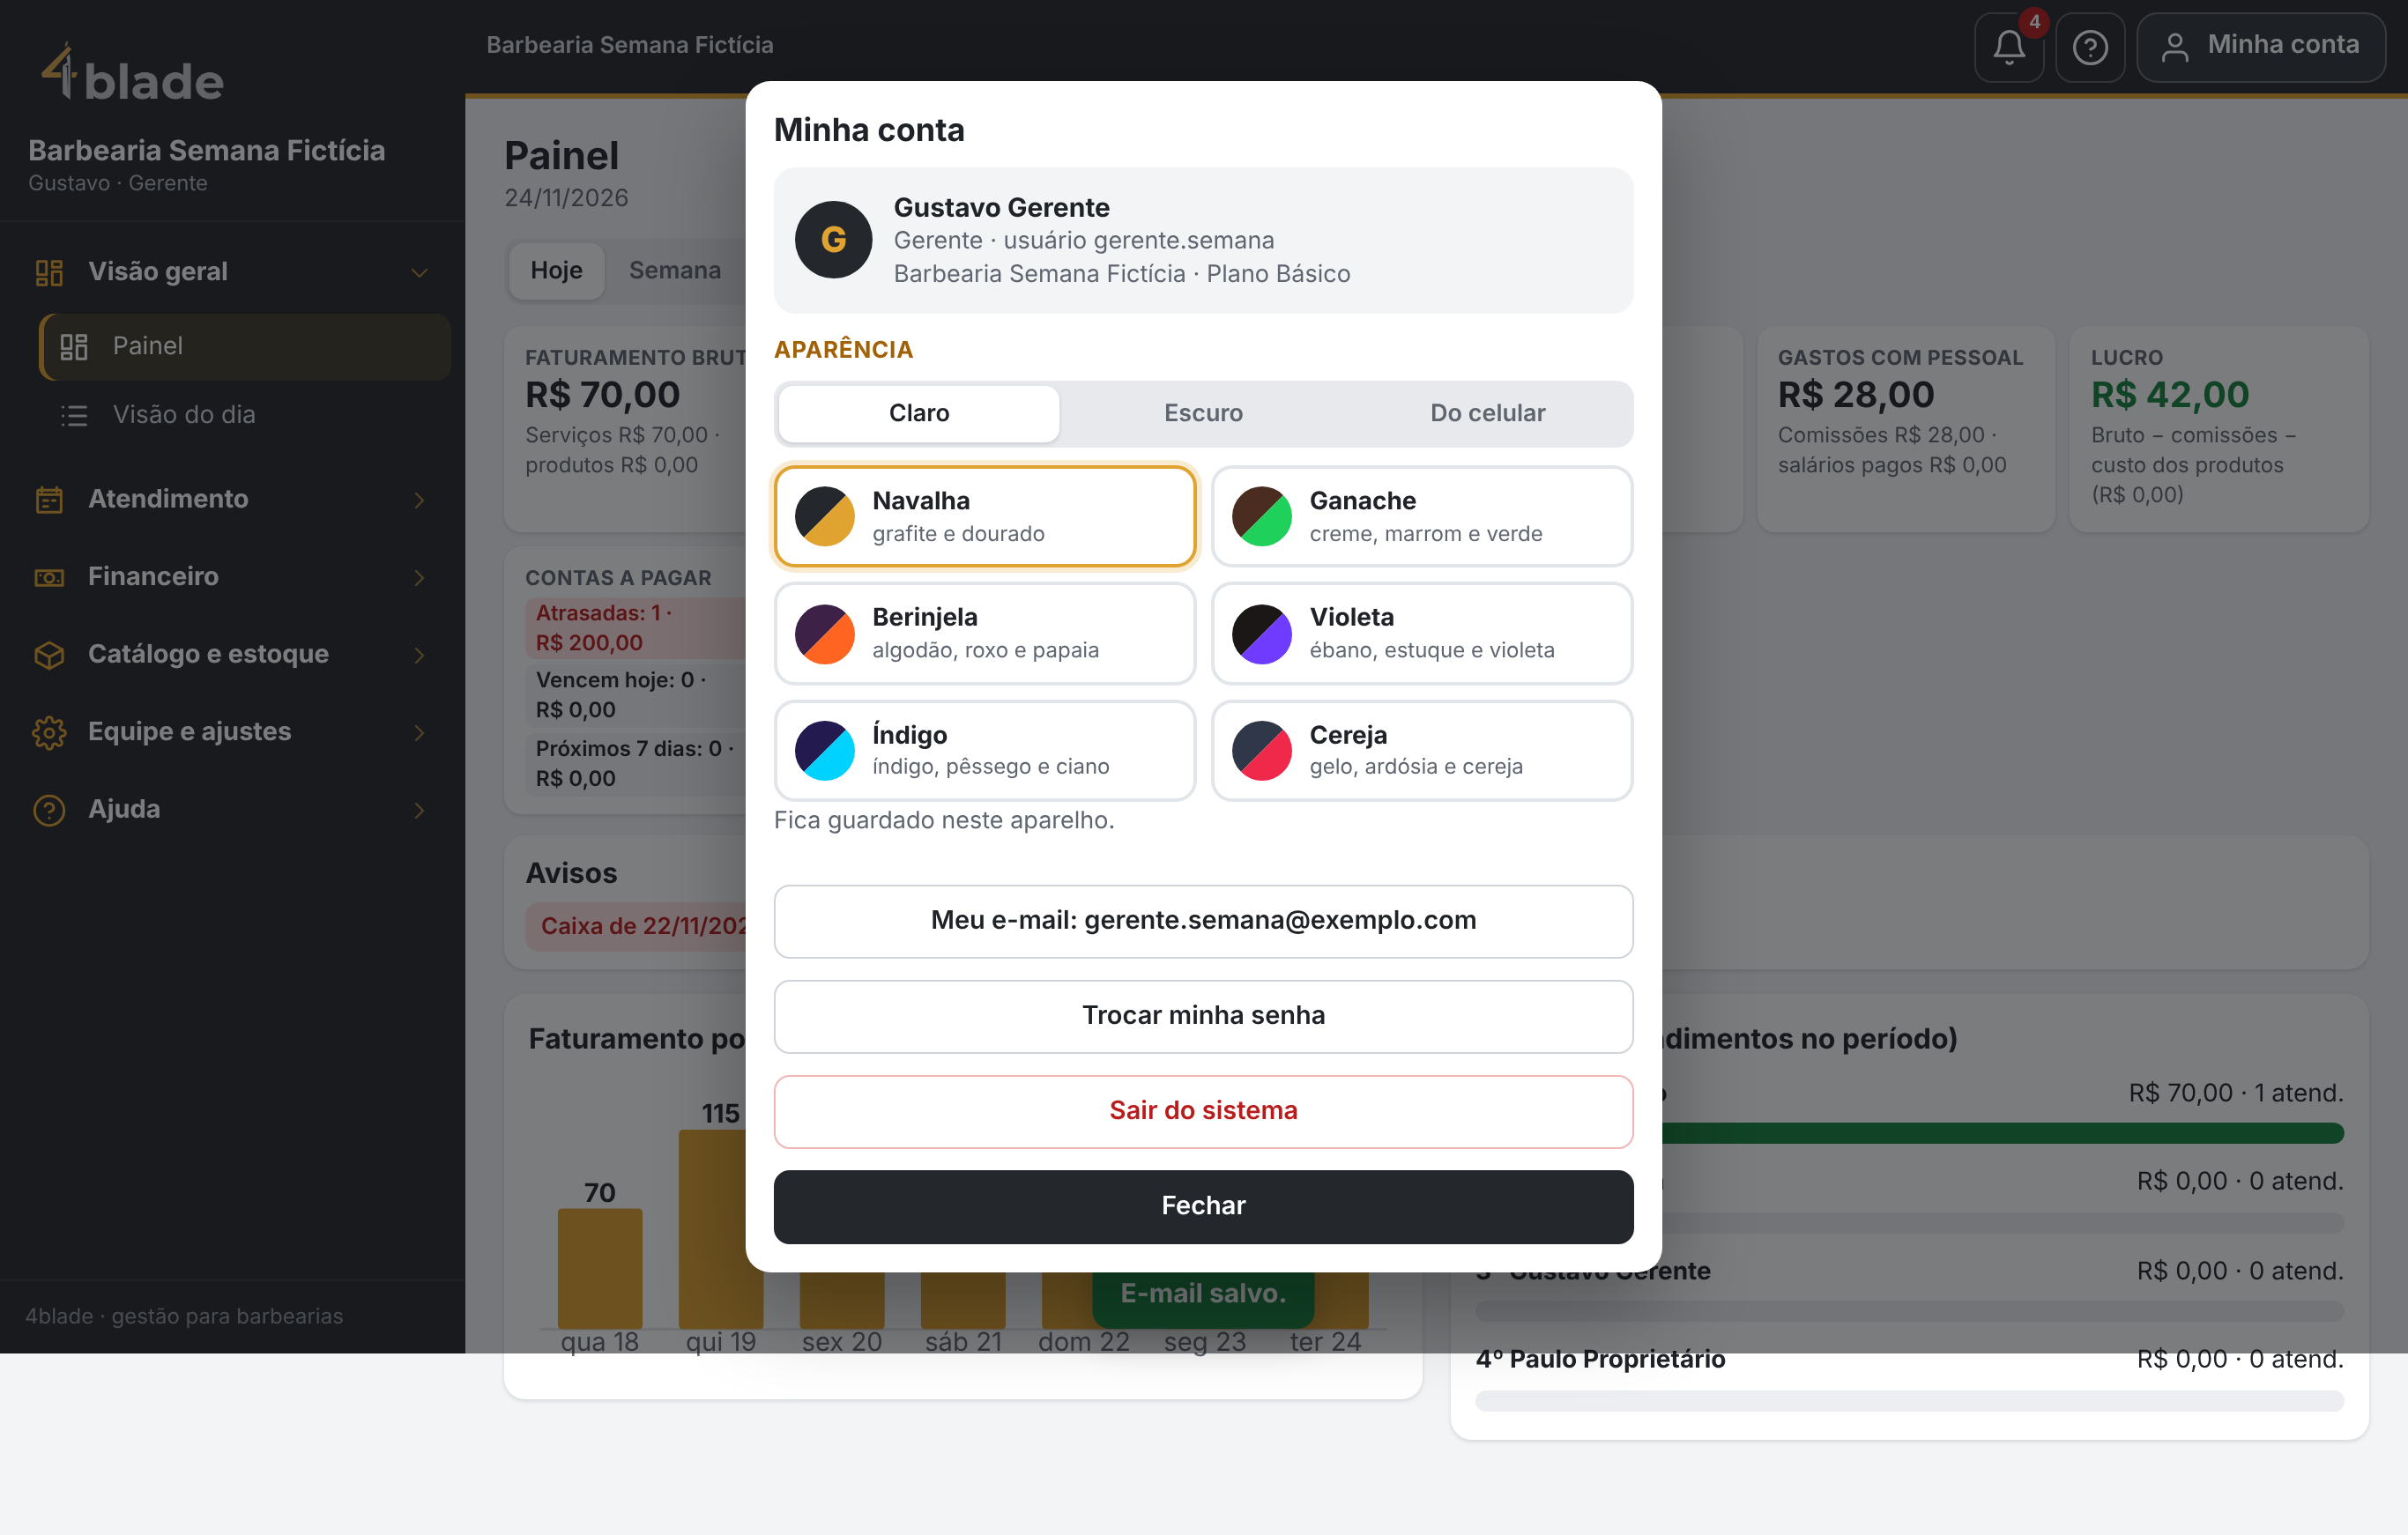 4blade
Barbearia Semana Fictícia
Gustavo · Gerente
Visão geral
Painel
Visão do dia
Atendimento
Financeiro
Catálogo e estoque
Equipe e ajustes
Ajuda
4blade · gestão para barbearias
Barbearia Semana Fictícia
4
Minha conta
Painel
24/11/2026
Hoje
Semana
FATURAMENTO BRUT
R$ 70,00
Serviços R$ 70,00 ·
produtos R$ 0,00
GASTOS COM PESSOAL
R$ 28,00
Comissões R$ 28,00 ·
salários pagos R$ 0,00
LUCRO
R$ 42,00
Bruto − comissões −
custo dos produtos
(R$ 0,00)
CONTAS A PAGAR
Atrasadas: 1 ·
R$ 200,00
Vencem hoje: 0 ·
R$ 0,00
Próximos 7 dias: 0 ·
R$ 0,00
Avisos
Caixa de 22/11/202
Faturamento po
115
70
qua 18
qui 19
sex 20
sáb 21
dom 22
seg 23
ter 24
E-mail salvo.
dimentos no período)
R$ 70,00 · 1 atend.
R$ 0,00 · 0 atend.
3º Gustavo Gerente
R$ 0,00 · 0 atend.
4º Paulo Proprietário
R$ 0,00 · 0 atend.
Minha conta
G
Gustavo Gerente
Gerente · usuário gerente.semana
Barbearia Semana Fictícia · Plano Básico
APARÊNCIA
Claro
Escuro
Do celular
Navalha
grafite e dourado
Ganache
creme, marrom e verde
Berinjela
algodão, roxo e papaia
Violeta
ébano, estuque e violeta
Índigo
índigo, pêssego e ciano
Cereja
gelo, ardósia e cereja
Fica guardado neste aparelho.
Meu e-mail: gerente.semana@exemplo.com
Trocar minha senha
Sair do sistema
Fechar